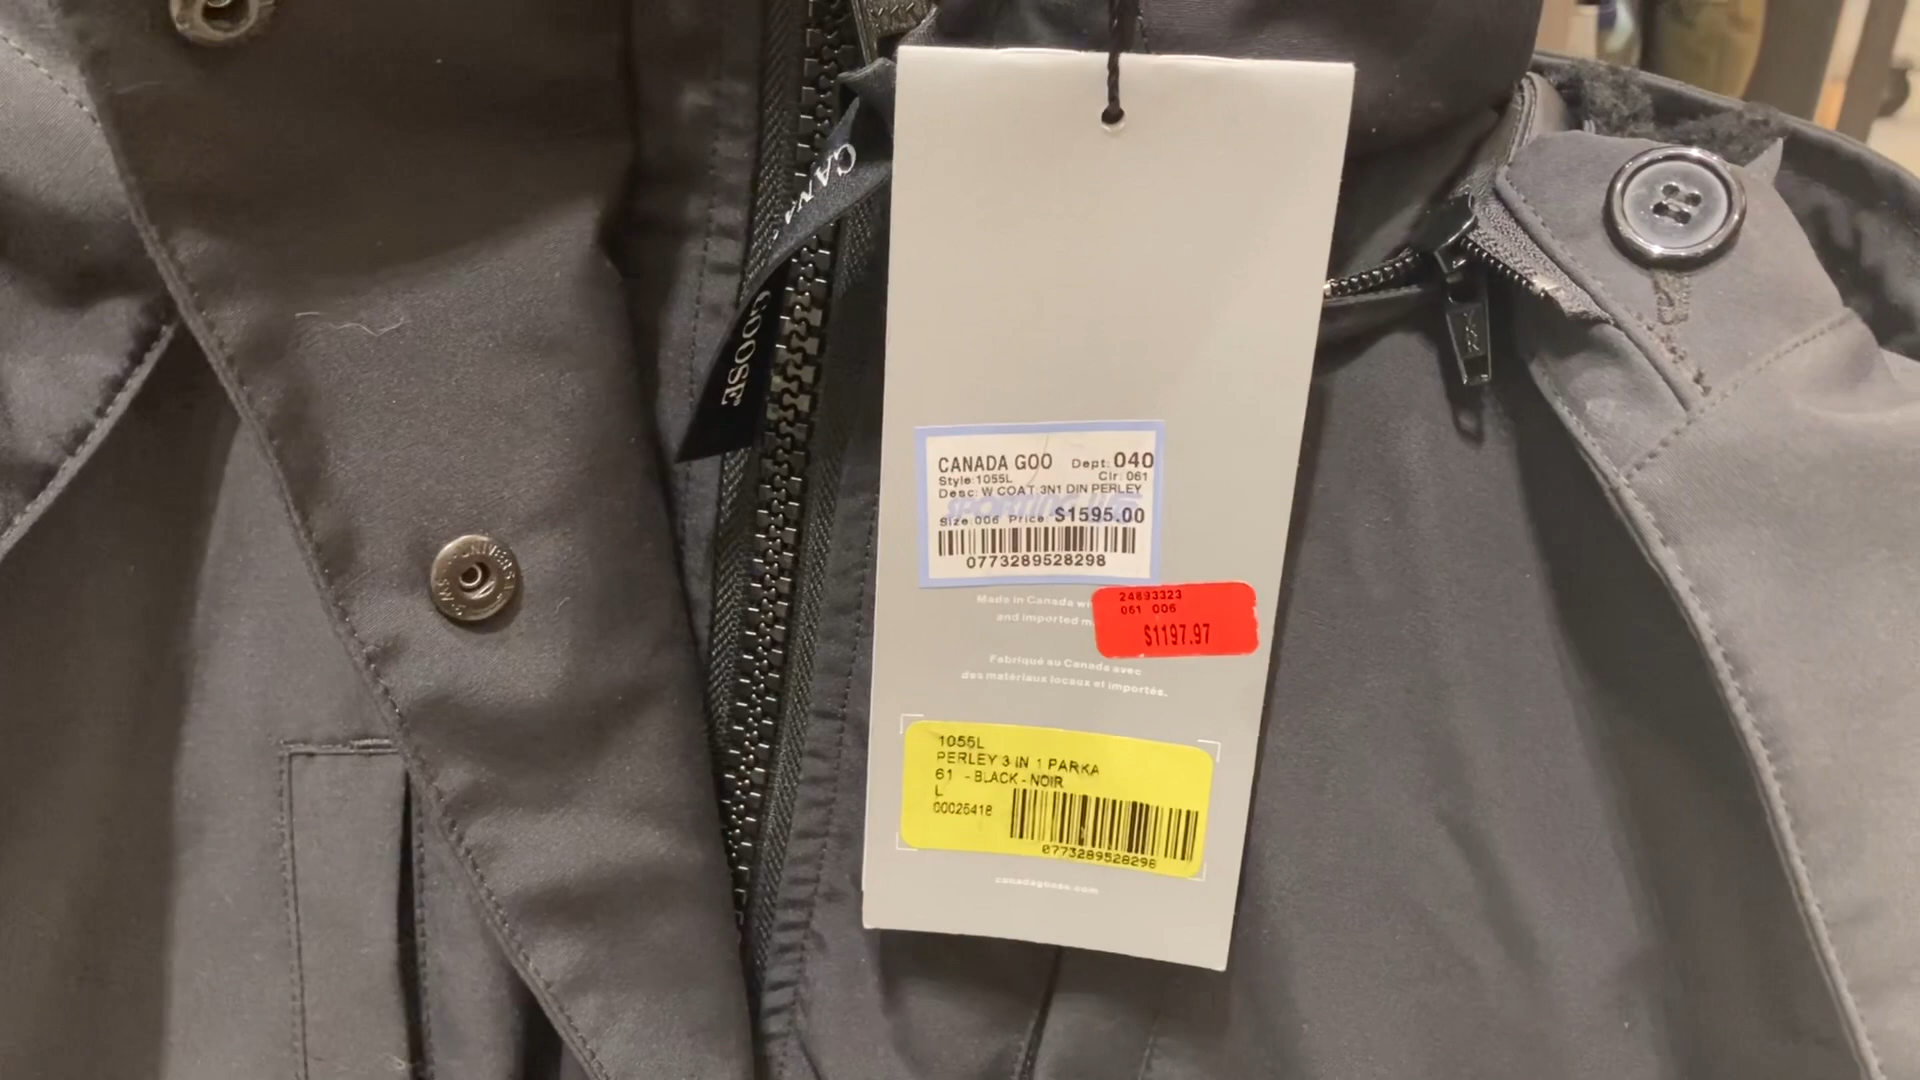 CANADA
GOOSE
CANADA GOO Dept: 040
Style:1055L Clr: 061
Desc: W COAT 3N1 DIN PERLEY
SPORTING LIFE
Size:006 Price: $1595.00
0773289528298
24893323
061 006
$1197.97
Made in Canada
and imported
Fabriqué au Canada avec
des matériaux locaux et importés.
1055L
PERLEY 3 IN 1 PARKA
61 - BLACK - NOIR
L
00025418
0773289528298
canadagoose.com